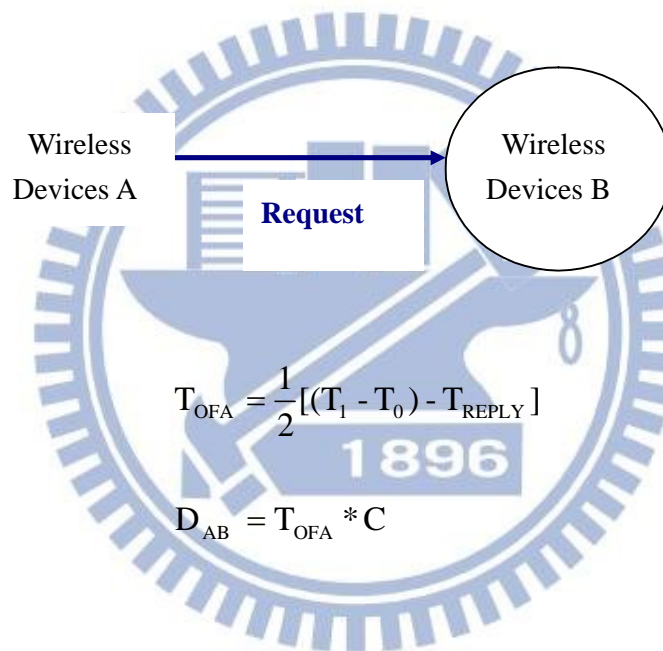 Wireless
Devices A
Wireless
Devices B
Request
T_OFA = 1/2 [(T_1 - T_0) - T_REPLY]
1896
D_AB = T_OFA * C